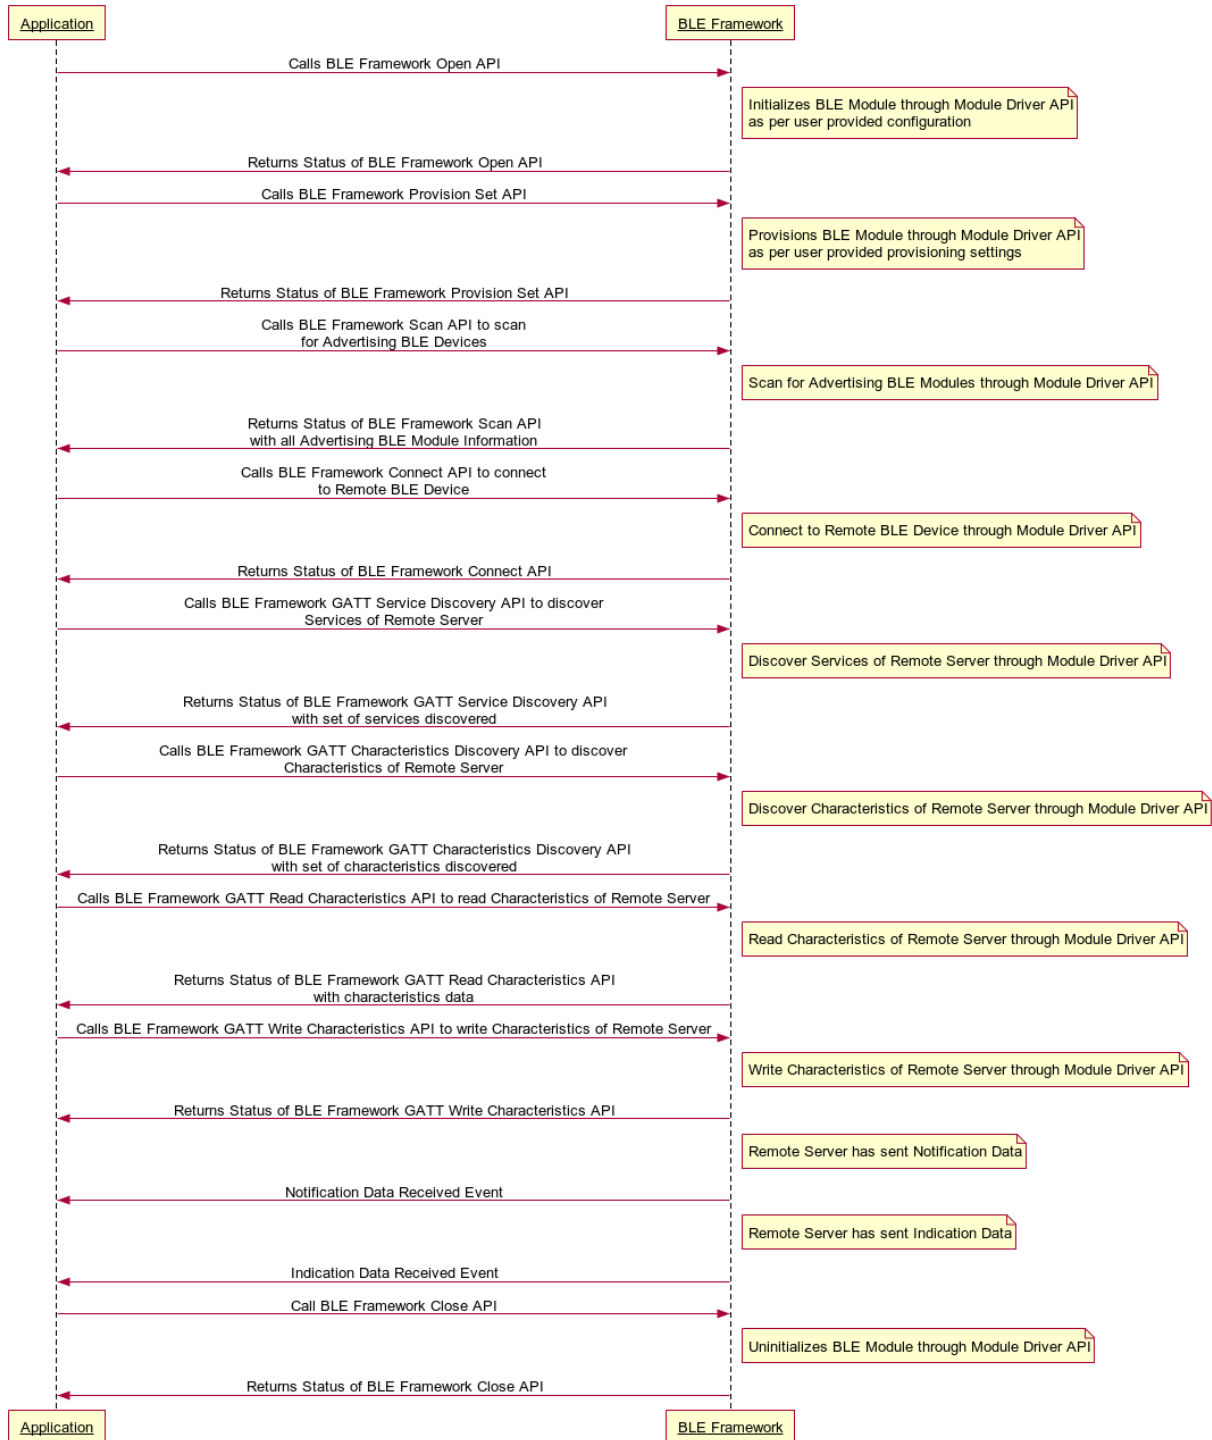 Application
BLE Framework
Calls BLE Framework Open API
Initializes BLE Module through Module Driver API
as per user provided configuration
Returns Status of BLE Framework Open API
Calls BLE Framework Provision Set API
Provisions BLE Module through Module Driver API
as per user provided provisioning settings
Returns Status of BLE Framework Provision Set API
Calls BLE Framework Scan API to scan
for Advertising BLE Devices
Scan for Advertising BLE Modules through Module Driver API
Returns Status of BLE Framework Scan API
with all Advertising BLE Module Information
Calls BLE Framework Connect API to connect
to Remote BLE Device
Connect to Remote BLE Device through Module Driver API
Returns Status of BLE Framework Connect API
Calls BLE Framework GATT Service Discovery API to discover
Services of Remote Server
Discover Services of Remote Server through Module Driver API
Returns Status of BLE Framework GATT Service Discovery API
with set of services discovered
Calls BLE Framework GATT Characteristics Discovery API to discover
Characteristics of Remote Server
Discover Characteristics of Remote Server through Module Driver API
Returns Status of BLE Framework GATT Characteristics Discovery API
with set of characteristics discovered
Calls BLE Framework GATT Read Characteristics API to read Characteristics of Remote Server
Read Characteristics of Remote Server through Module Driver API
Returns Status of BLE Framework GATT Read Characteristics API
with characteristics data
Calls BLE Framework GATT Write Characteristics API to write Characteristics of Remote Server
Write Characteristics of Remote Server through Module Driver API
Returns Status of BLE Framework GATT Write Characteristics API
Remote Server has sent Notification Data
Notification Data Received Event
Remote Server has sent Indication Data
Indication Data Received Event
Call BLE Framework Close API
Uninitializes BLE Module through Module Driver API
Returns Status of BLE Framework Close API
Application
BLE Framework